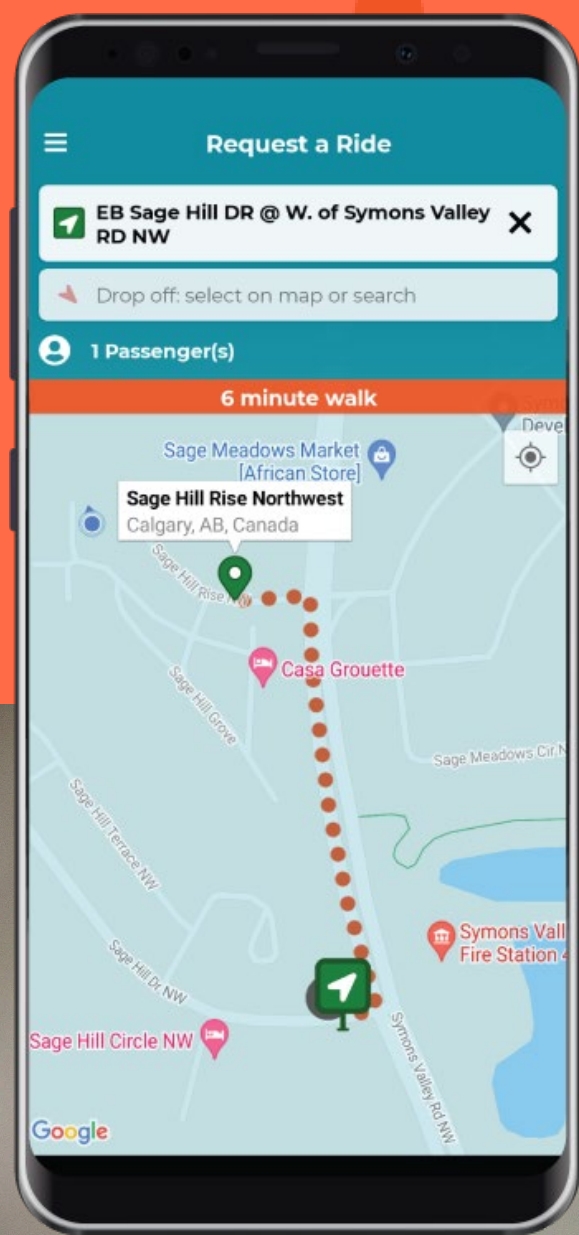 Request a Ride
EB Sage Hill DR @ W. of Symons Valley
RD NW
Drop off: select on map or search
1 Passenger(s)
6 minute walk
Deve
Sage Meadows Market
[African Store]
Sage Hill Rise Northwest
Calgary, AB, Canada
Sage Hill Rise NW
Casa Grouette
Sage Hill Grove
Sage Meadows Cir N
Sage Hill Terrace NW
Symons Vall
Fire Station 4
Sage Hill Dr NW
Sage Hill Circle NW
Symons Valley Rd NW
Google